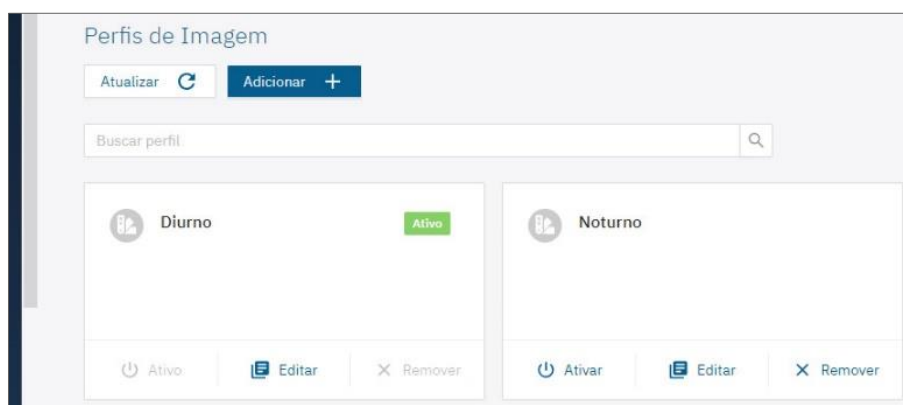 Perfis de Imagem
Atualizar Adicionar
Buscar perfil
Diurno Ativo Noturno
Ativo Editar Remover Ativar Editar Remover